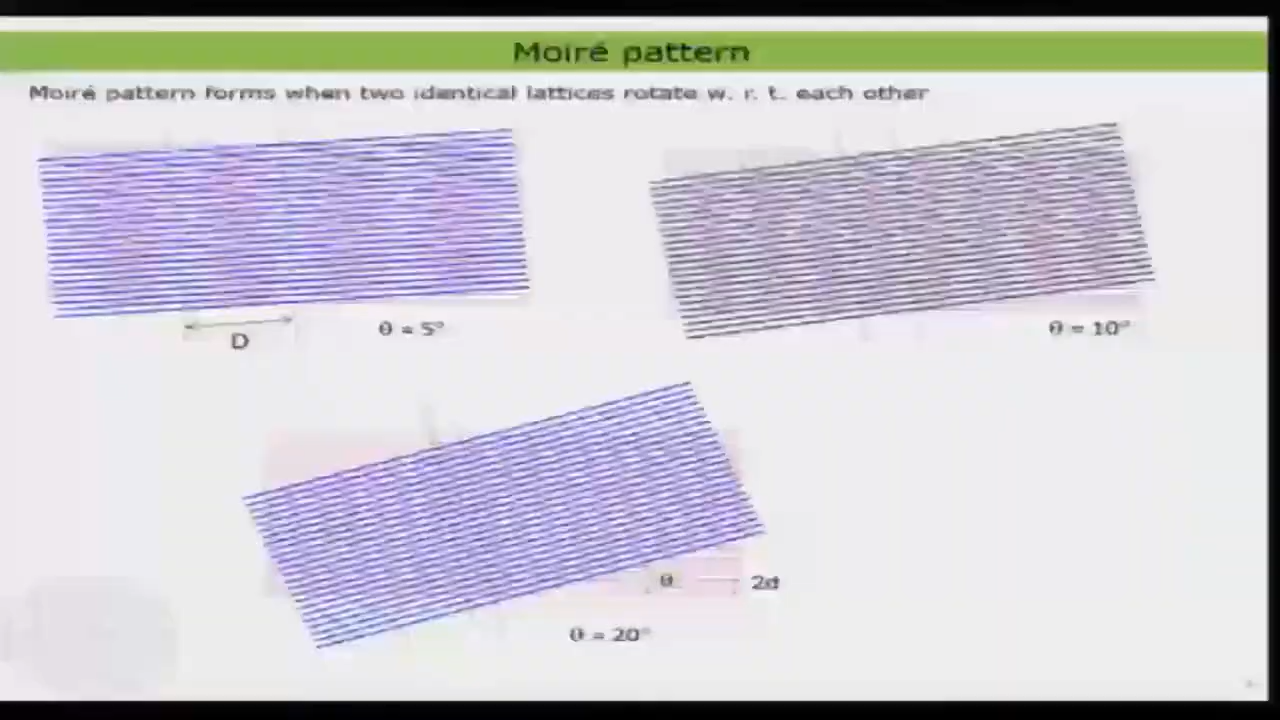 Moiré pattern
Moiré pattern forms when two identical lattices rotate w. r. t. each other
D
θ = 5°
θ = 10°
θ
2d
θ = 20°